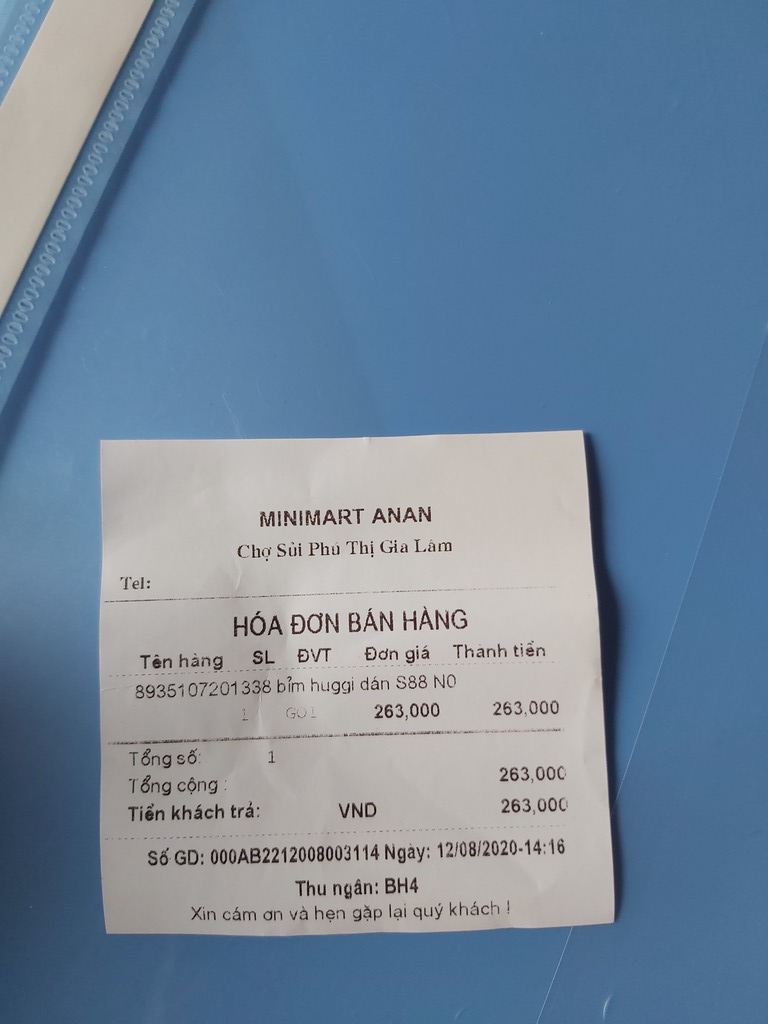 MINIMART ANAN
Chợ Sủi Phú Thị Gia Lâm
Tel:
HÓA ĐƠN BÁN HÀNG
Tên hàng SL ĐVT Đơn giá Thành tiền
8935107201338 bỉm huggi dán S88 N0
1 GOI 263,000 263,000
Tổng số: 1
Tổng cộng : 263,000
Tiền khách trả: VND 263,000
Số GD: 000AB2212008003114 Ngày: 12/08/2020-14:16
Thu ngân: BH4
Xin cám ơn và hẹn gặp lại quý khách !